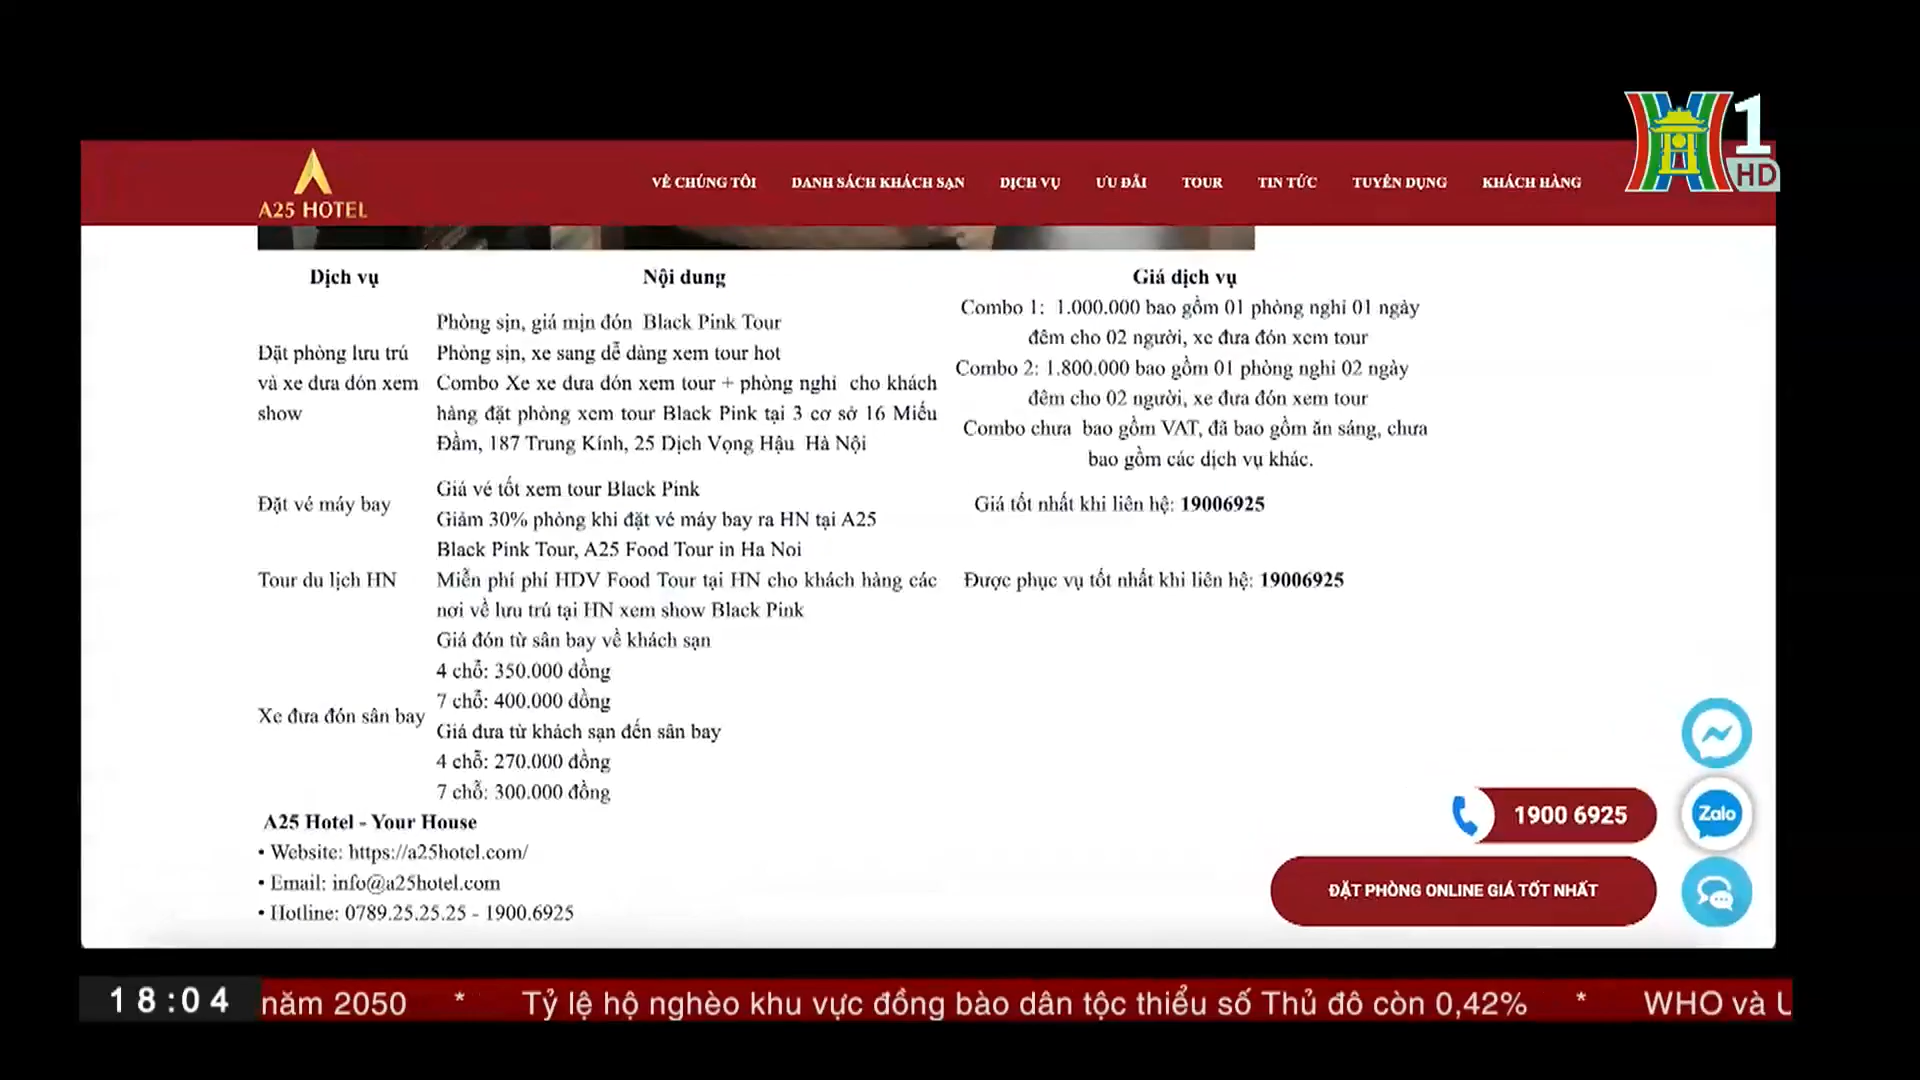 1
HD
A25 HOTEL
VỀ CHÚNG TÔI DANH SÁCH KHÁCH SẠN DỊCH VỤ ƯU ĐÃI TOUR TIN TỨC TUYỂN DỤNG KHÁCH HÀNG
Dịch vụ Nội dung Giá dịch vụ
Đặt phòng lưu trú
và xe đưa đón xem
show
Phòng sịn, giá mịn đón Black Pink Tour
Phòng sịn, xe sang dễ dàng xem tour hot
Combo Xe xe đưa đón xem tour + phòng nghỉ cho khách
hàng đặt phòng xem tour Black Pink tại 3 cơ sở 16 Miếu
Đầm, 187 Trung Kính, 25 Dịch Vọng Hậu Hà Nội
Combo 1: 1.000.000 bao gồm 01 phòng nghỉ 01 ngày
đêm cho 02 người, xe đưa đón xem tour
Combo 2: 1.800.000 bao gồm 01 phòng nghỉ 02 ngày
đêm cho 02 người, xe đưa đón xem tour
Combo chưa bao gồm VAT, đã bao gồm ăn sáng, chưa
bao gồm các dịch vụ khác.
Đặt vé máy bay
Giá vé tốt xem tour Black Pink
Giảm 30% phòng khi đặt vé máy bay ra HN tại A25
Giá tốt nhất khi liên hệ: 19006925
Tour du lịch HN
Black Pink Tour, A25 Food Tour in Ha Noi
Miễn phí phí HDV Food Tour tại HN cho khách hàng các
nơi về lưu trú tại HN xem show Black Pink
Được phục vụ tốt nhất khi liên hệ: 19006925
Xe đưa đón sân bay
Giá đón từ sân bay về khách sạn
4 chỗ: 350.000 đồng
7 chỗ: 400.000 đồng
Giá đưa từ khách sạn đến sân bay
4 chỗ: 270.000 đồng
7 chỗ: 300.000 đồng
A25 Hotel - Your House
• Website: https://a25hotel.com/
• Email: info@a25hotel.com
• Hotline: 0789.25.25.25 - 1900.6925
1900 6925
Zalo
ĐẶT PHÒNG ONLINE GIÁ TỐT NHẤT
18:04 năm 2050 * Tỷ lệ hộ nghèo khu vực đồng bào dân tộc thiểu số Thủ đô còn 0,42% * WHO và U